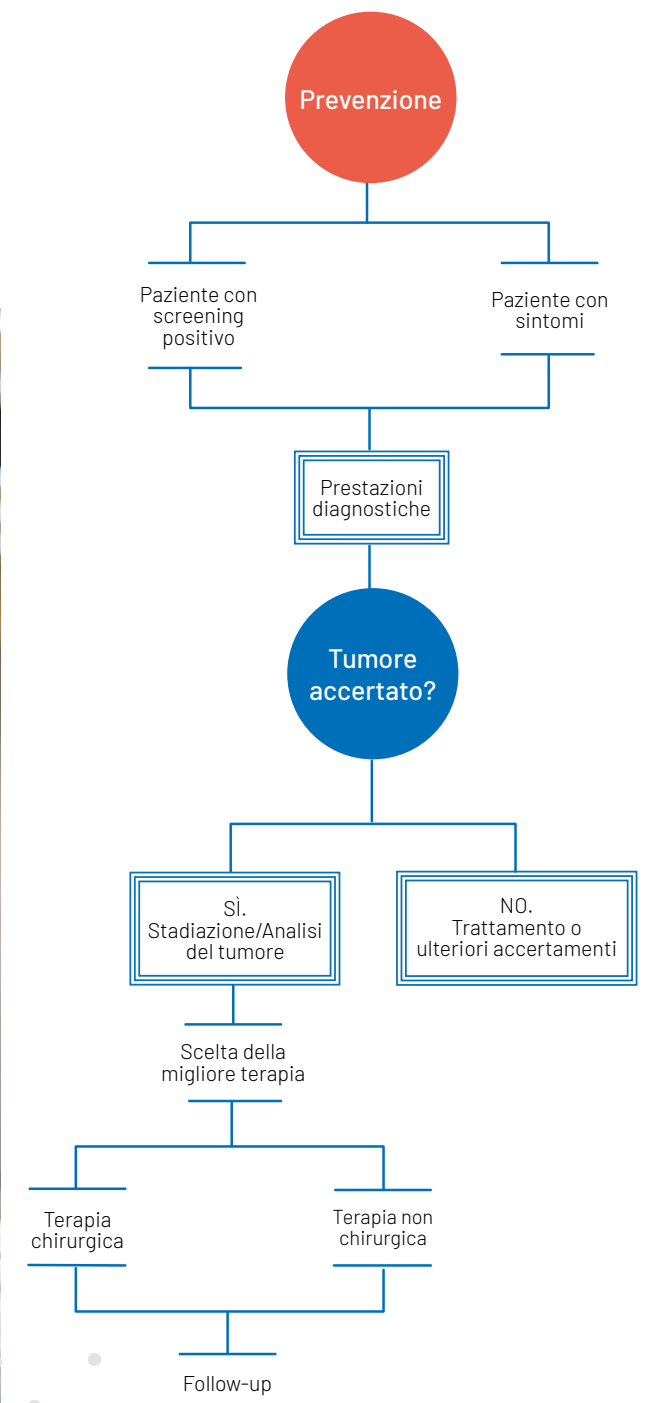 Prevenzione
Paziente con
screening
positivo
Paziente con
sintomi
Prestazioni
diagnostiche
Tumore
accertato?
SÌ.
Stadiazione/Analisi
del tumore
NO.
Trattamento o
ulteriori accertamenti
Scelta della
migliore terapia
Terapia
chirurgica
Terapia non
chirurgica
Follow-up